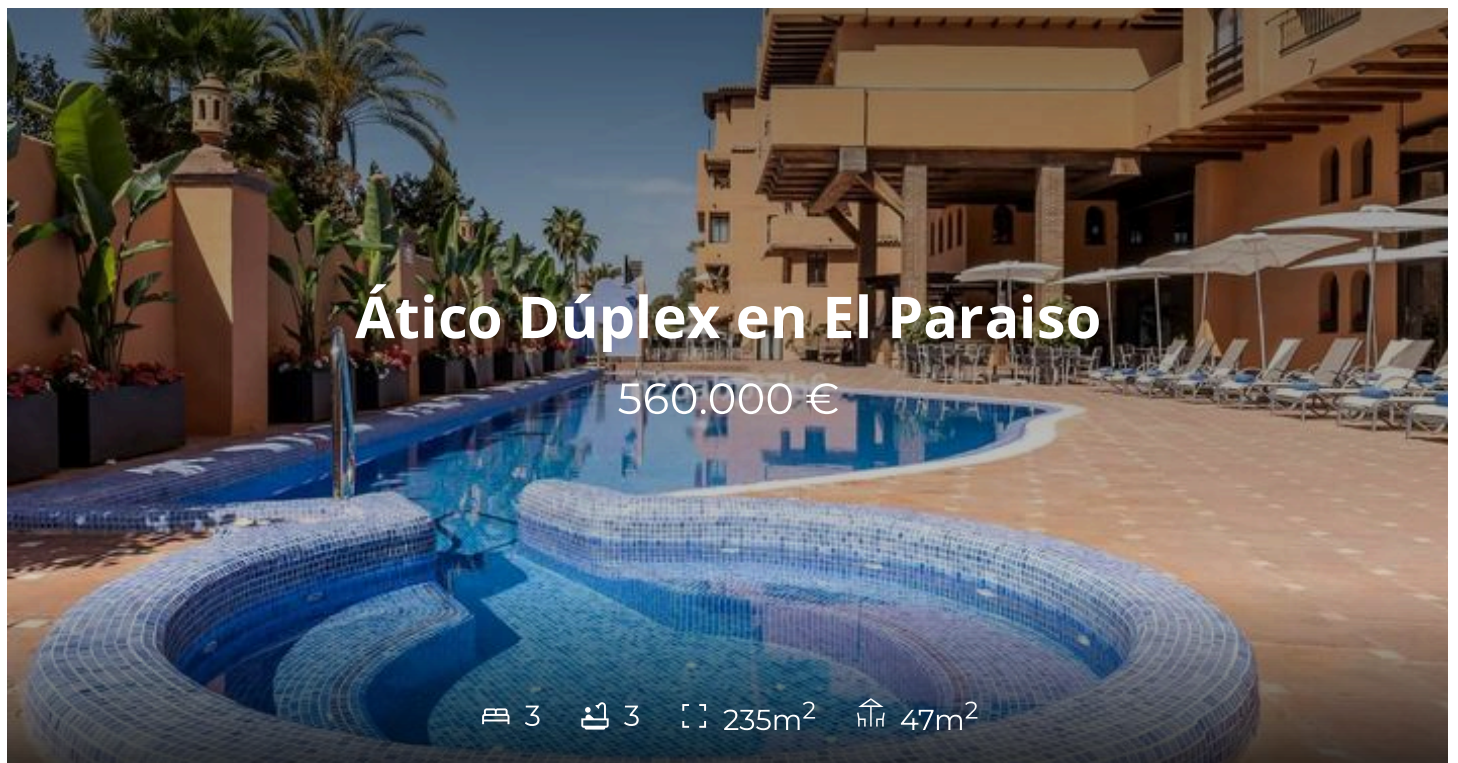 Ático Dúplex en El Paraiso
560.000 €
3 3 235m² 47m²